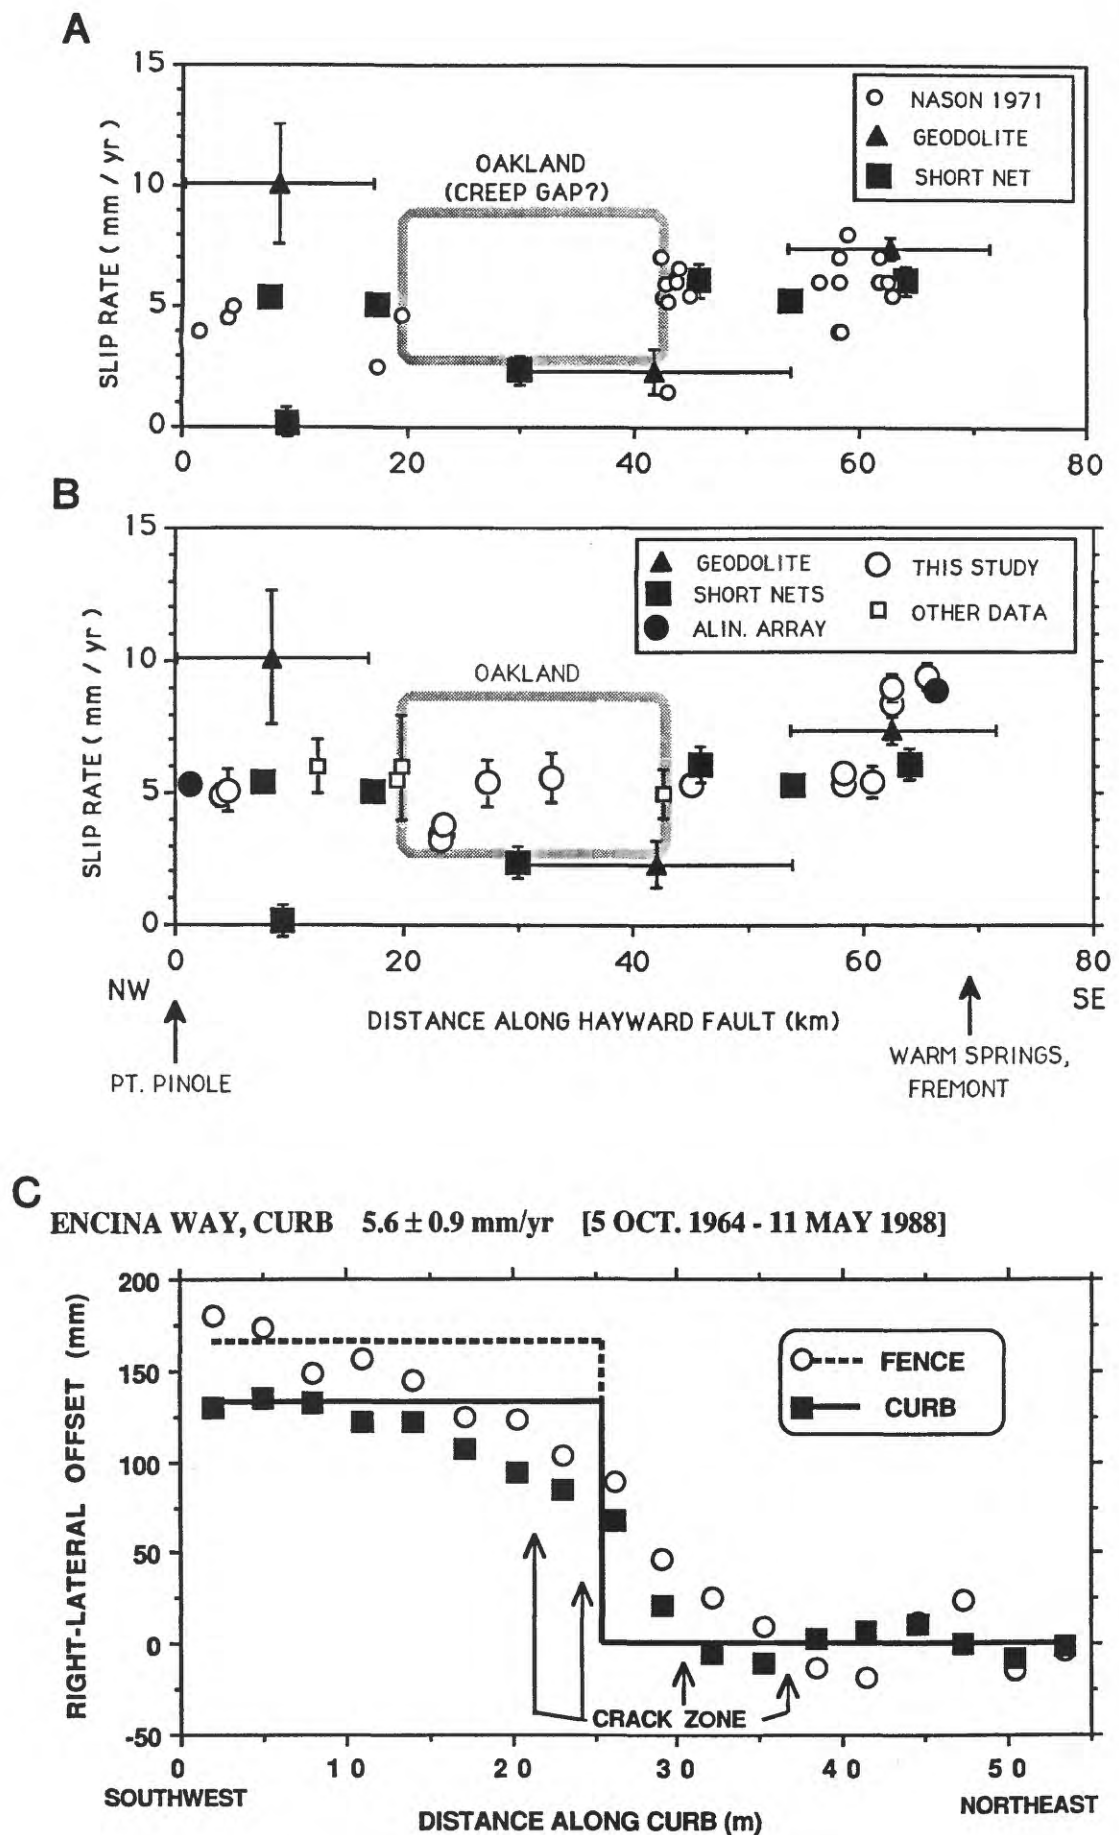 A
15
10
5
0
SLIP RATE ( mm / yr )
OAKLAND
(CREEP GAP?)
NASON 1971
GEODOLITE
SHORT NET
0 20 40 60 80
B
15
10
5
0
SLIP RATE ( mm / yr )
OAKLAND
GEODOLITE
SHORT NETS
ALIN. ARRAY
THIS STUDY
OTHER DATA
0 20 40 60 80
NW
SE
DISTANCE ALONG HAYWARD FAULT (km)
PT. PINOLE
WARM SPRINGS,
FREMONT
C
ENCINA WAY, CURB 5.6 ± 0.9 mm/yr [5 OCT. 1964 - 11 MAY 1988]
200
150
100
50
0
-50
RIGHT-LATERAL OFFSET (mm)
FENCE
CURB
CRACK ZONE
0 10 20 30 40 50
SOUTHWEST
NORTHEAST
DISTANCE ALONG CURB (m)